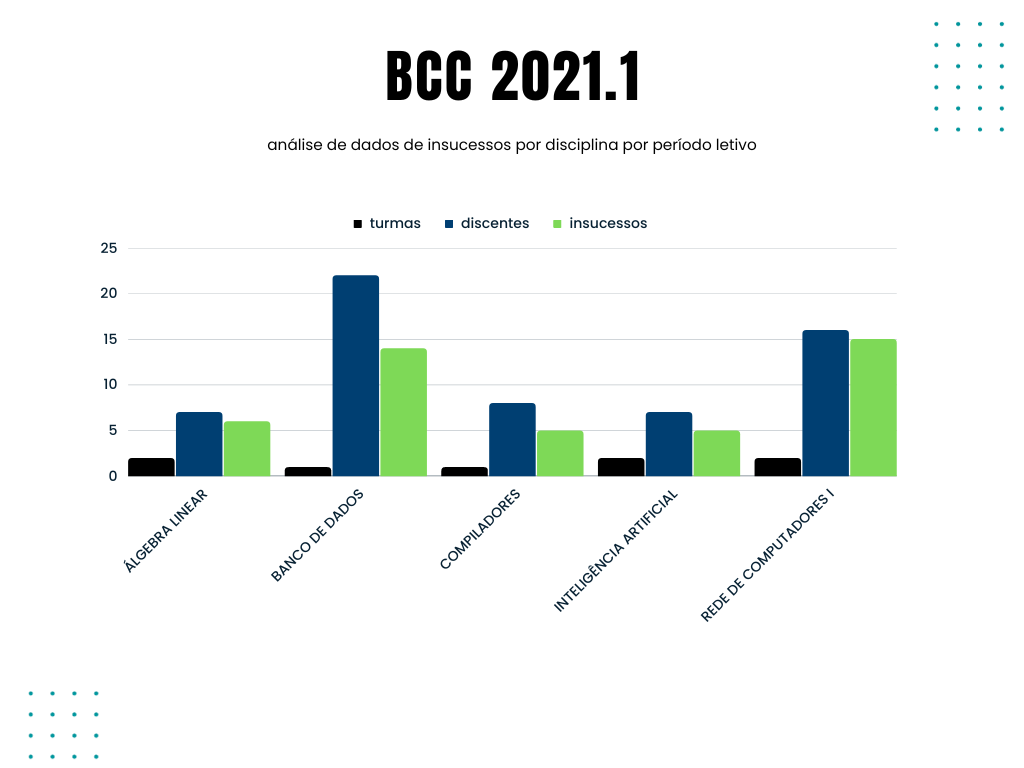 BCC 2021.1
análise de dados de insucessos por disciplina por período letivo
turmas discentes insucessos
25
20
15
10
5
0
ÂLGEBRA LINEAR
BANCO DE DADOS
COMPILADORES
INTELIGÊNCIA ARTIFICIAL
REDE DE COMPUTADORES I